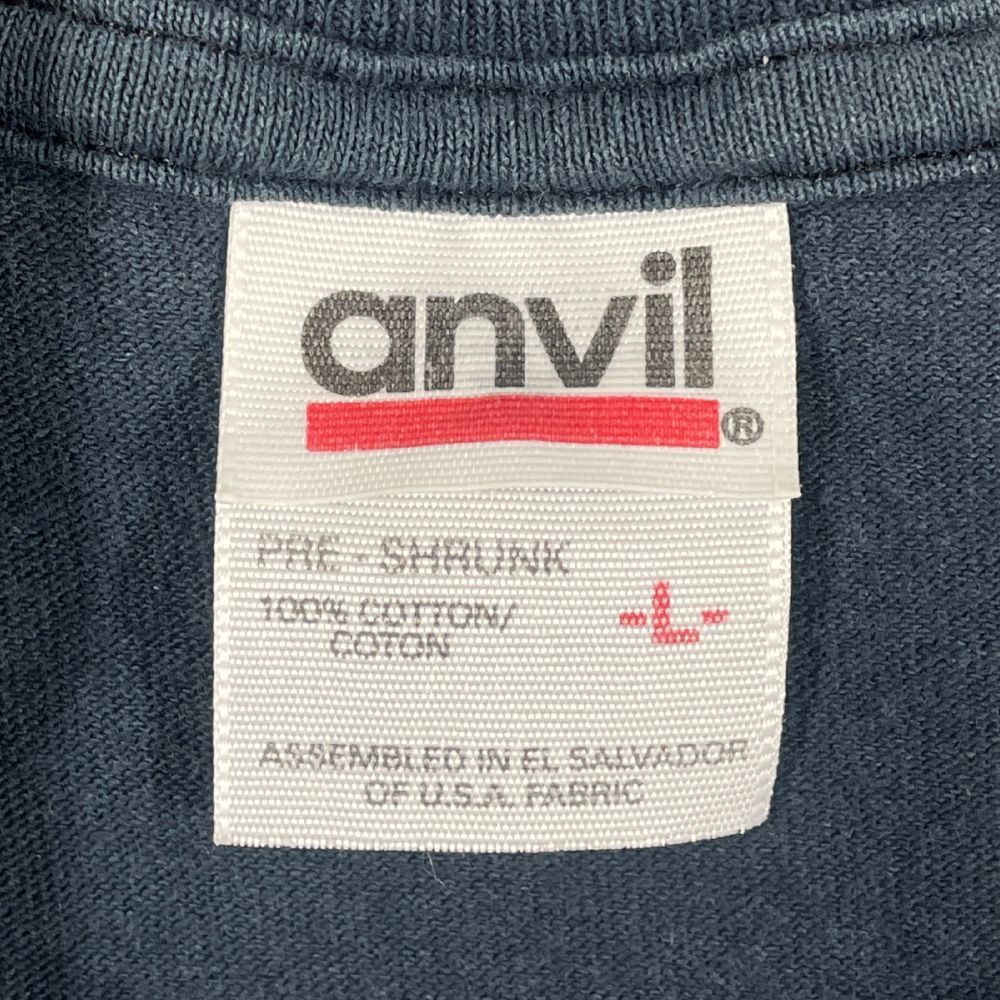 anvil®
PRE - SHRUNK
100% COTTON/
COTON
-L-
ASSEMBLED IN EL SALVADOR
OF U.S.A. FABRIC